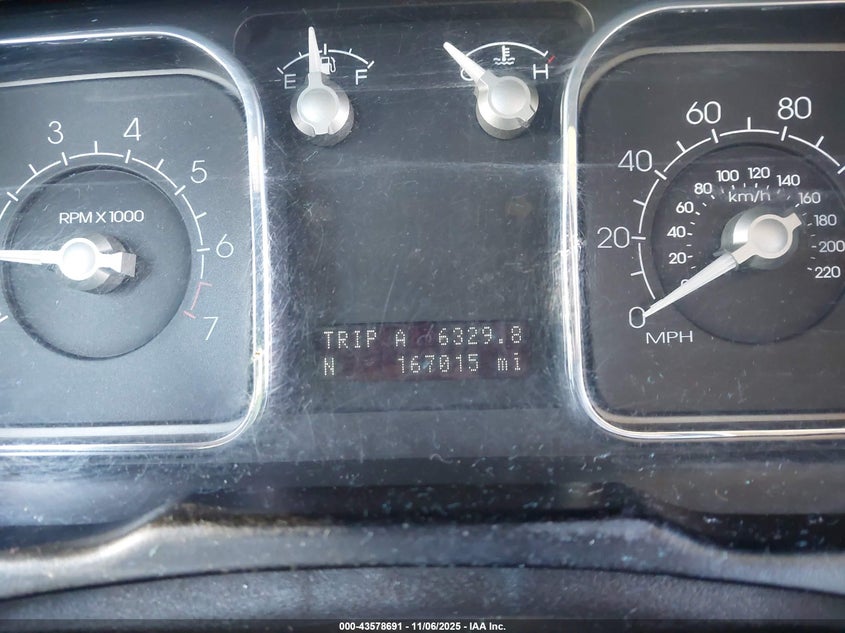 E F
C H
3 4 5 6 7
RPM X 1000
0 20 40 60 80
MPH
20 40 60 80 100 120 140 160 180 200 220
km/h
TRIP A 6329.8
N 167015 mi
000-43578691 - 11/06/2025 - IAA Inc.